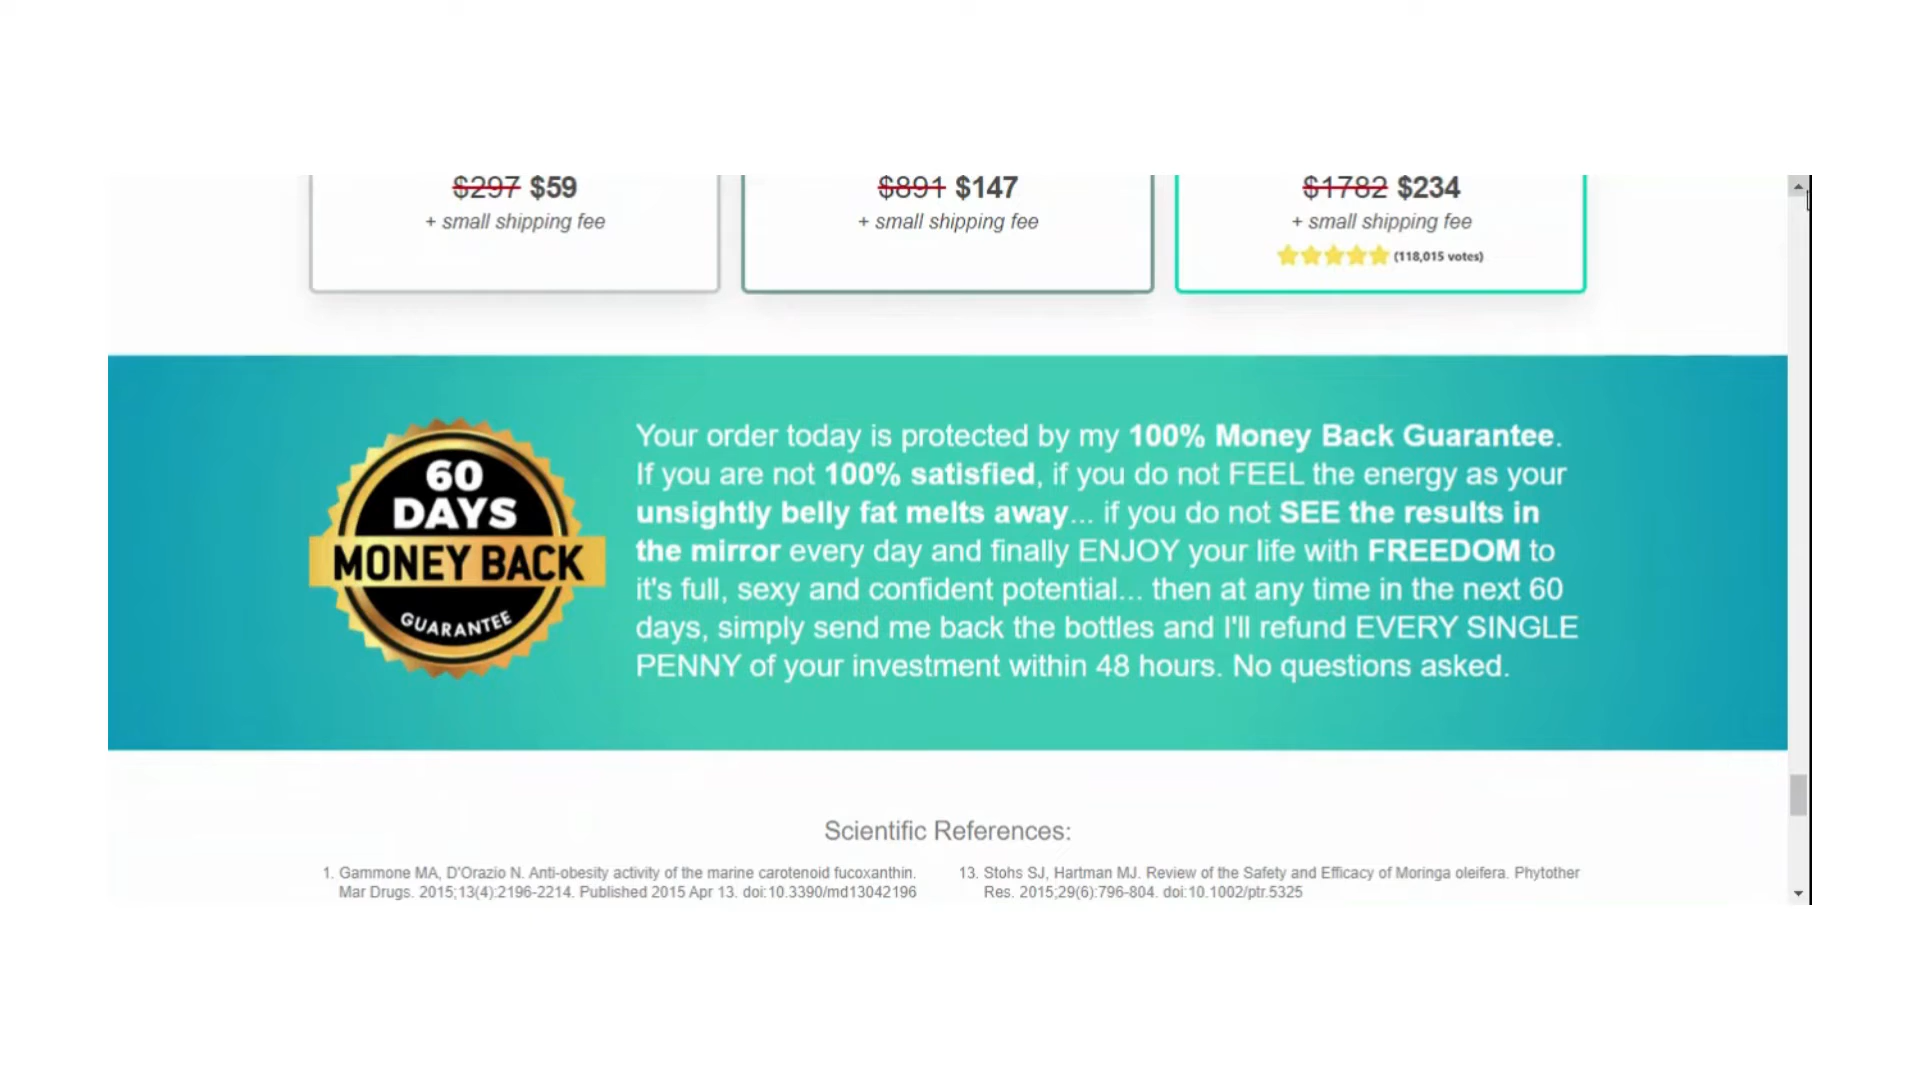 $297 $59
+ small shipping fee
$891 $147
+ small shipping fee
$1782 $234
+ small shipping fee
(118,015 votes)
60
DAYS
MONEY BACK
GUARANTEE
Your order today is protected by my 100% Money Back Guarantee.
If you are not 100% satisfied, if you do not FEEL the energy as your
unsightly belly fat melts away... if you do not SEE the results in
the mirror every day and finally ENJOY your life with FREEDOM to
it's full, sexy and confident potential... then at any time in the next 60
days, simply send me back the bottles and I'll refund EVERY SINGLE
PENNY of your investment within 48 hours. No questions asked.
Scientific References:
1. Gammone MA, D'Orazio N. Anti-obesity activity of the marine carotenoid fucoxanthin.
Mar Drugs. 2015;13(4):2196-2214. Published 2015 Apr 13. doi:10.3390/md13042196
13. Stohs SJ, Hartman MJ. Review of the Safety and Efficacy of Moringa oleifera. Phytother
Res. 2015;29(6):796-804. doi:10.1002/ptr.5325